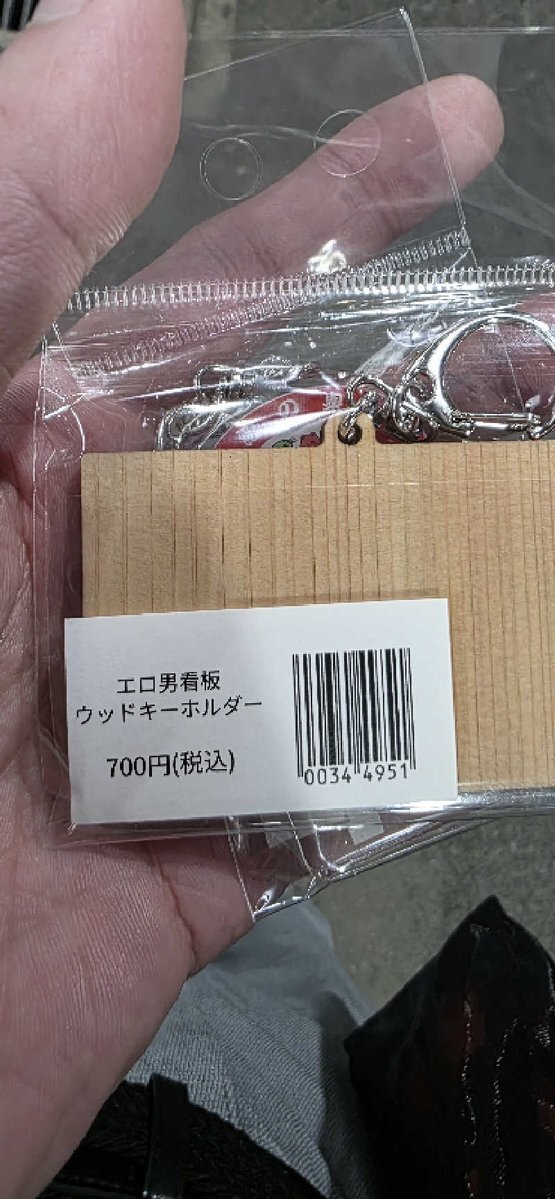 エロ男看板
ウッドキーホルダー
700円(税込)
0034 4951